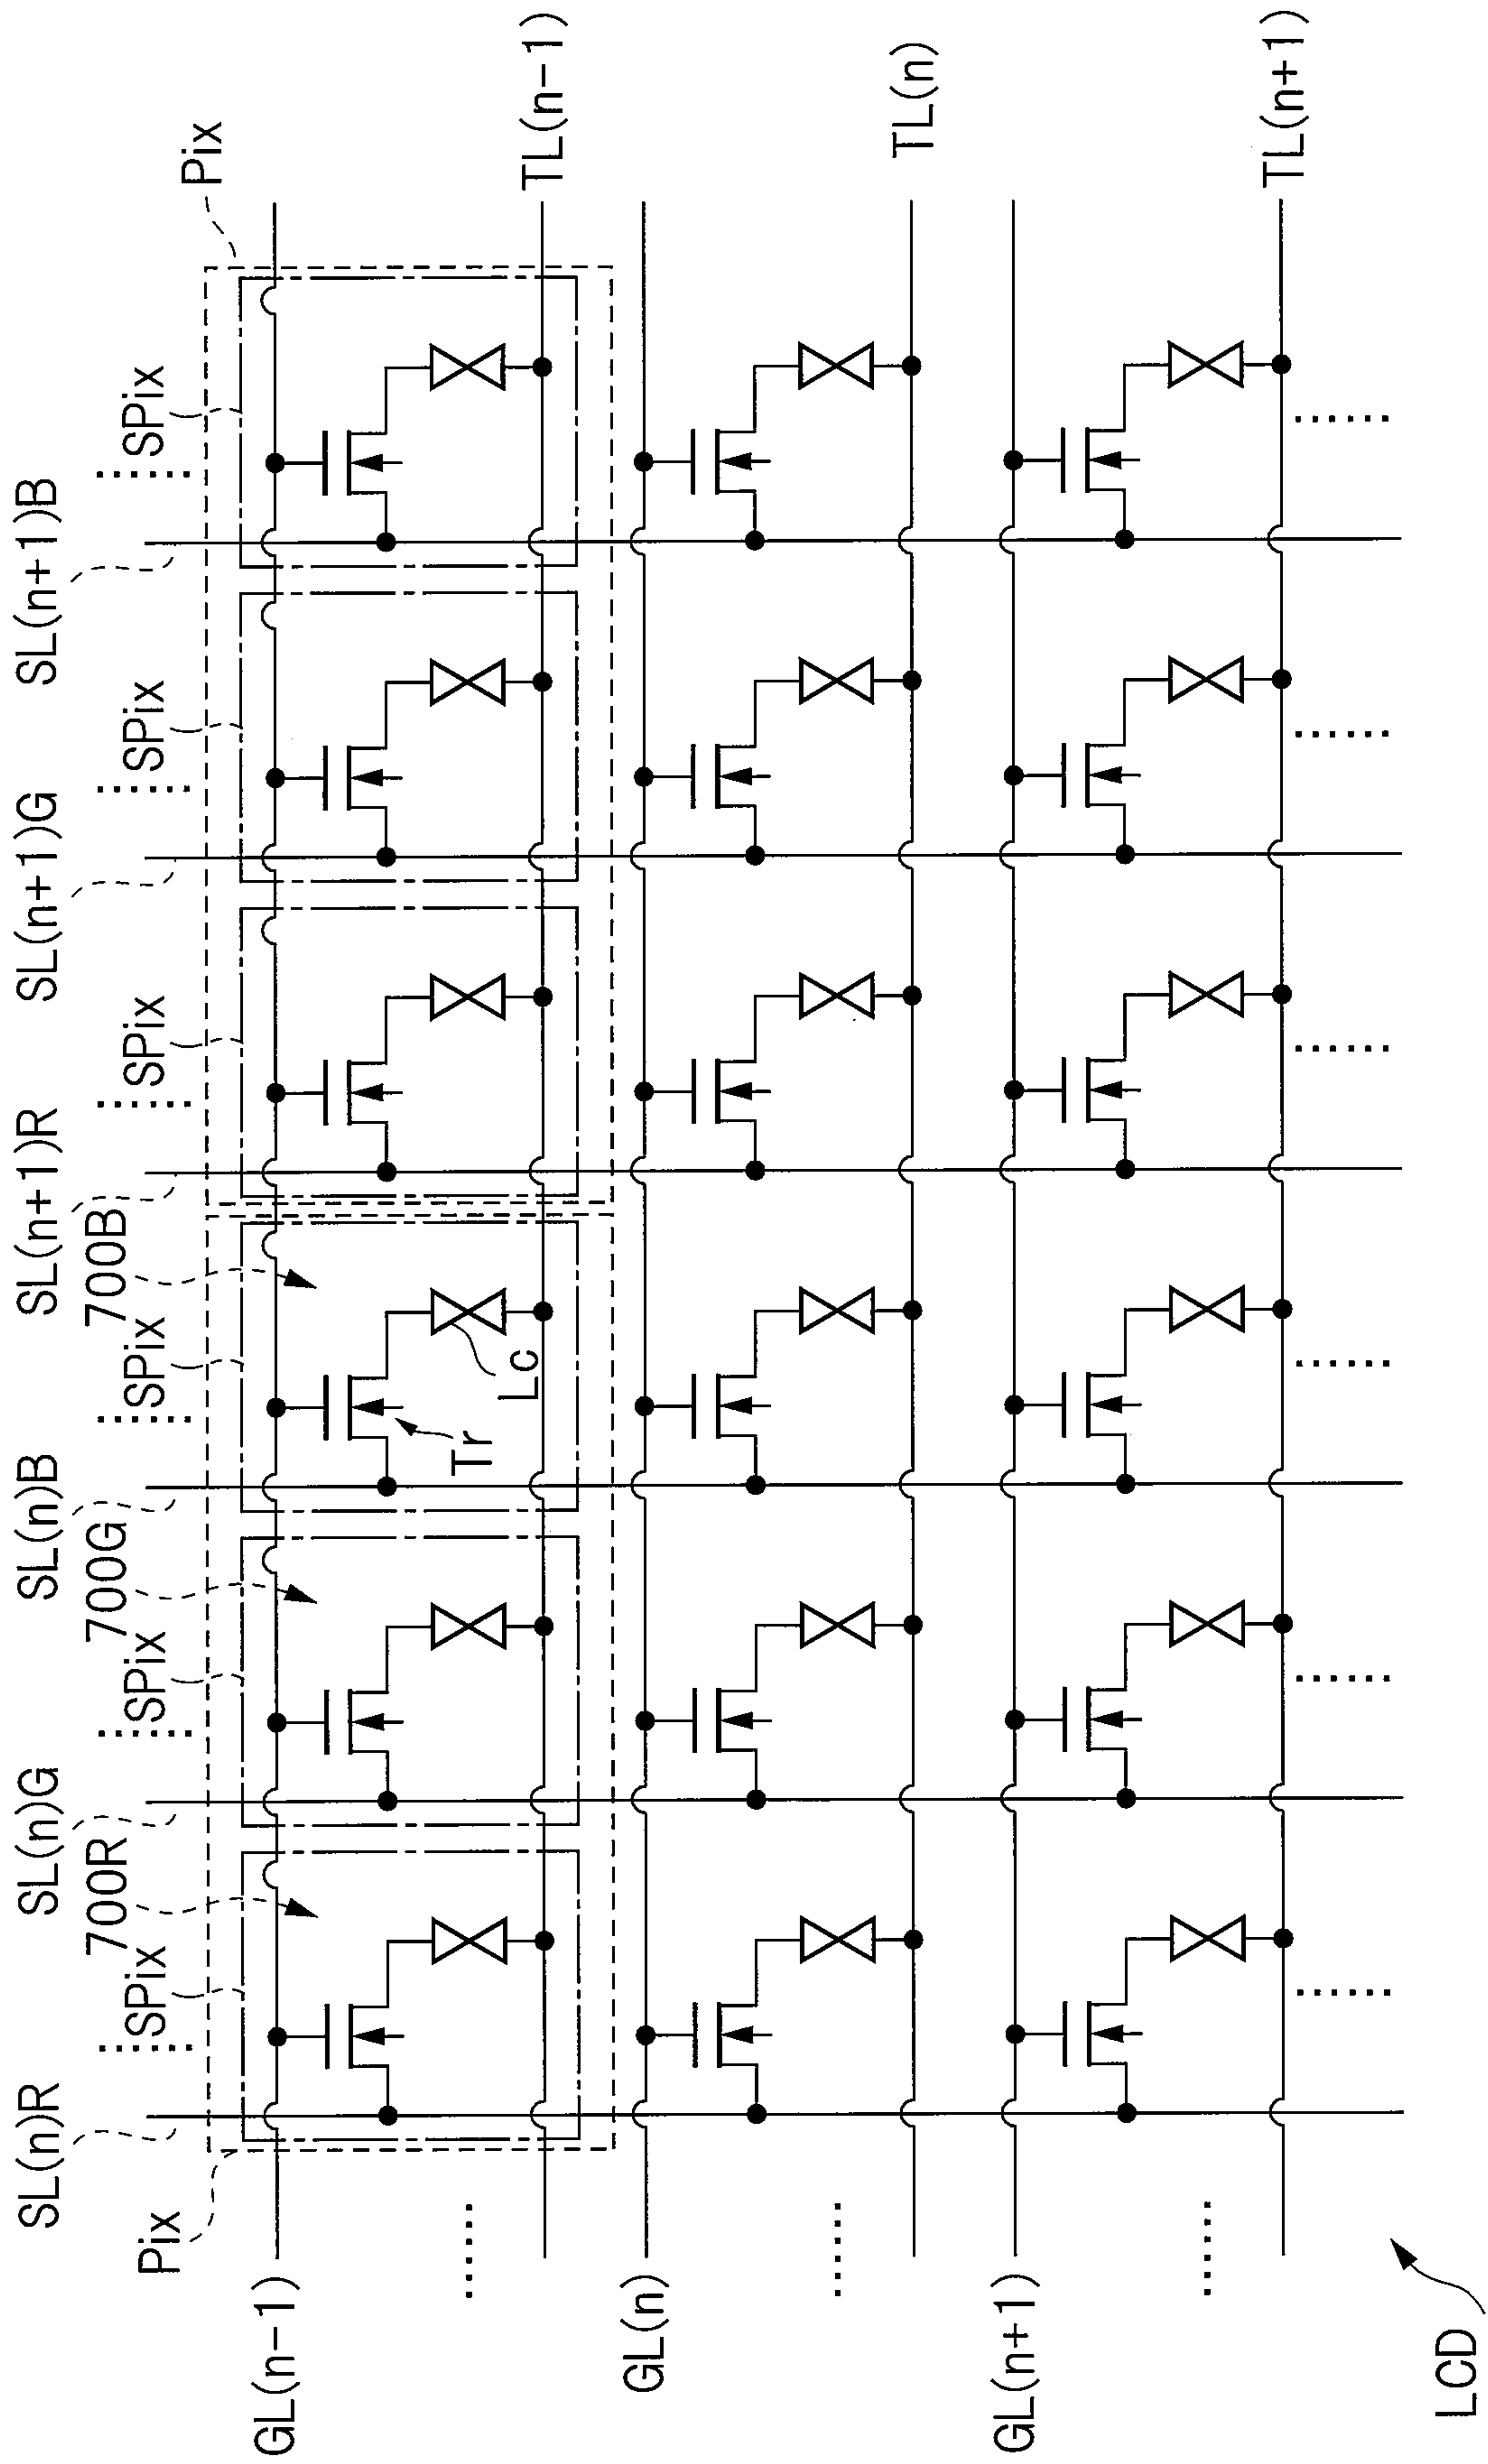 SL(n)R
SL(n)G
SL(n)B
SL(n+1)R
SL(n+1)G
SL(n+1)B
700R
700G
700B
Pix
SPix
SPix
SPix
SPix
SPix
SPix
Pix
GL(n-1)
Tr
Lc
TL(n-1)
GL(n)
TL(n)
GL(n+1)
TL(n+1)
LCD